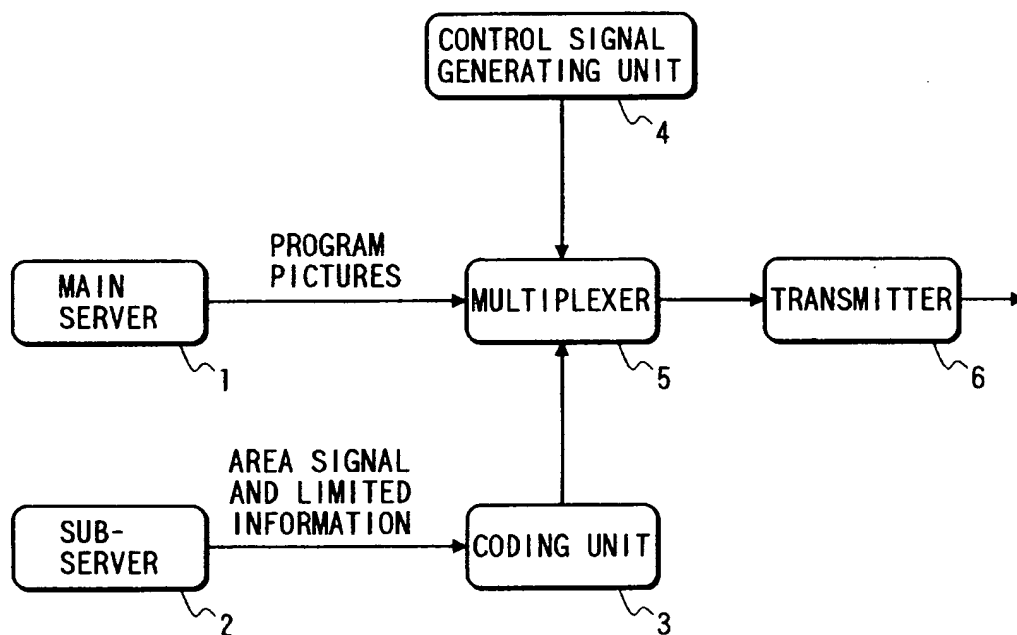 CONTROL SIGNAL
GENERATING UNIT
4
PROGRAM
PICTURES
MAIN
SERVER
1
MULTIPLEXER
5
TRANSMITTER
6
AREA SIGNAL
AND LIMITED
INFORMATION
SUB-
SERVER
2
CODING UNIT
3